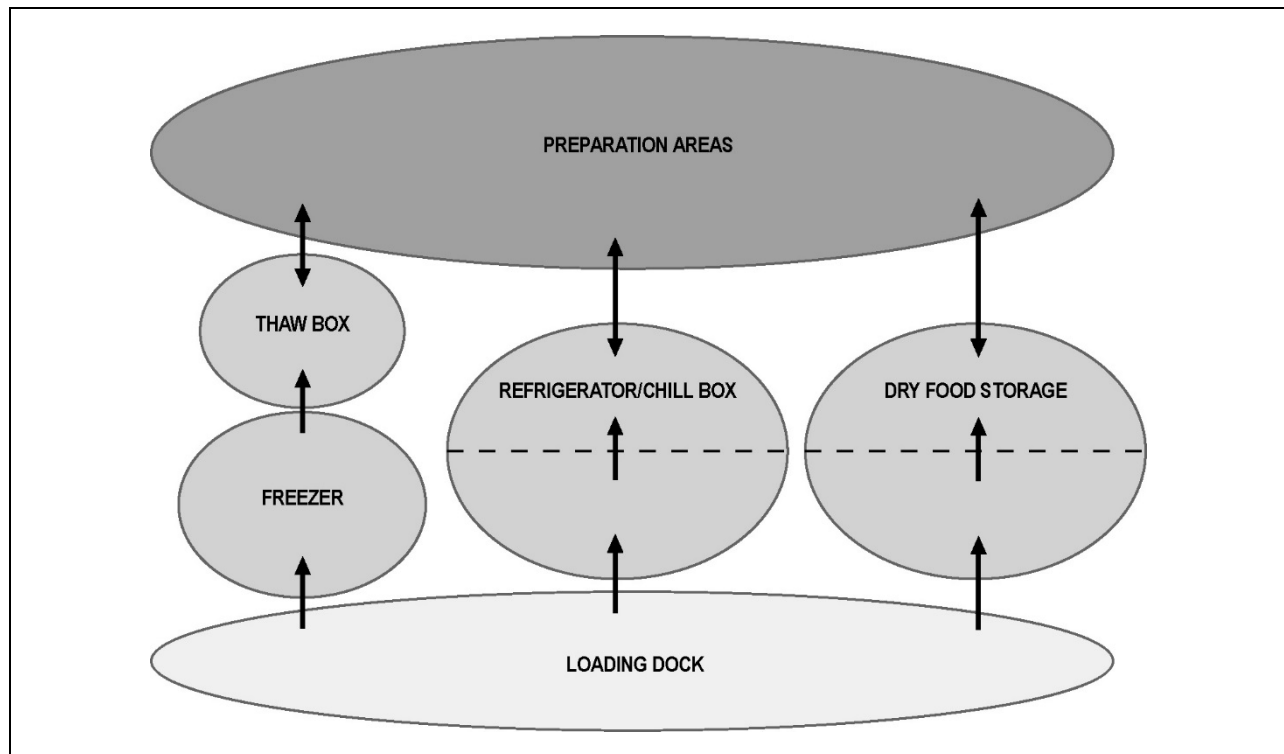 PREPARATION AREAS
THAW BOX
REFRIGERATOR/CHILL BOX
DRY FOOD STORAGE
FREEZER
LOADING DOCK